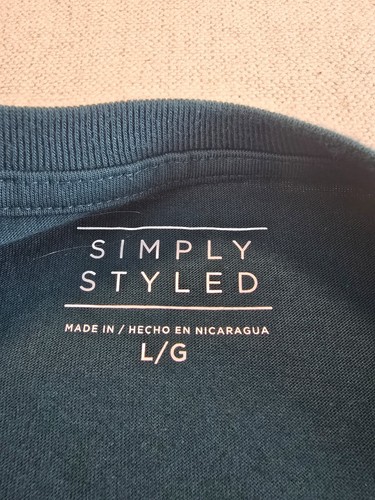 SIMPLY
STYLED
MADE IN / HECHO EN NICARAGUA
L/G